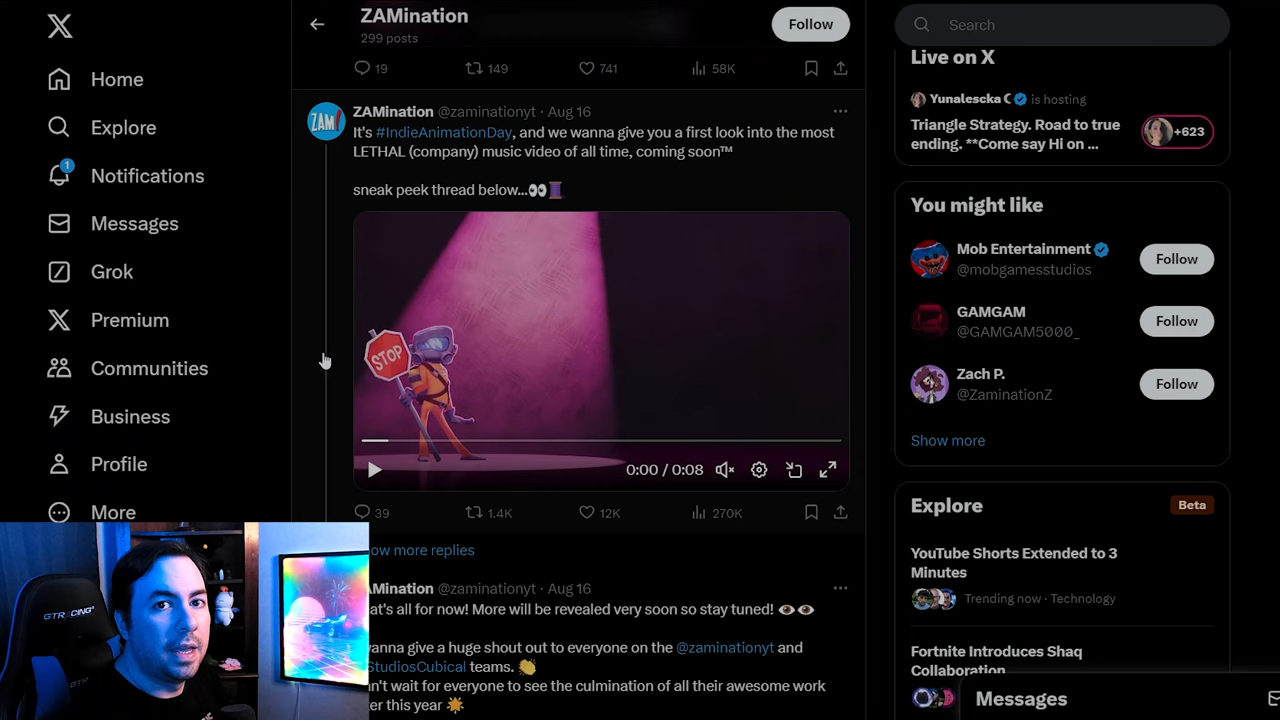 Home
Explore
1
Notifications
Messages
Grok
Premium
Communities
Business
Profile
More
ZAMination
299 posts
Follow
19 149 741 58K
ZAM!
ZAMination @zaminationyt · Aug 16
It's #IndieAnimationDay, and we wanna give you a first look into the most
LETHAL (company) music video of all time, coming soon™
sneak peek thread below...👀🧵
STOP
0:00 / 0:08
39 1.4K 12K 270K
ow more replies
AMination @zaminationyt · Aug 16
at's all for now! More will be revealed very soon so stay tuned! 👁️👁️
wanna give a huge shout out to everyone on the @zaminationyt and
StudiosCubical teams. 👏
n't wait for everyone to see the culmination of all their awesome work
er this year 🌟
Search
Live on X
Yunalescka C is hosting
Triangle Strategy. Road to true
ending. **Come say Hi on ...
+623
You might like
Mob Entertainment
@mobgamesstudios
Follow
GAMGAM
@GAMGAM5000_
Follow
Zach P.
@ZaminationZ
Follow
Show more
Explore
Beta
YouTube Shorts Extended to 3
Minutes
Trending now · Technology
Fortnite Introduces Shaq
Collaboration
Messages
GTRACING